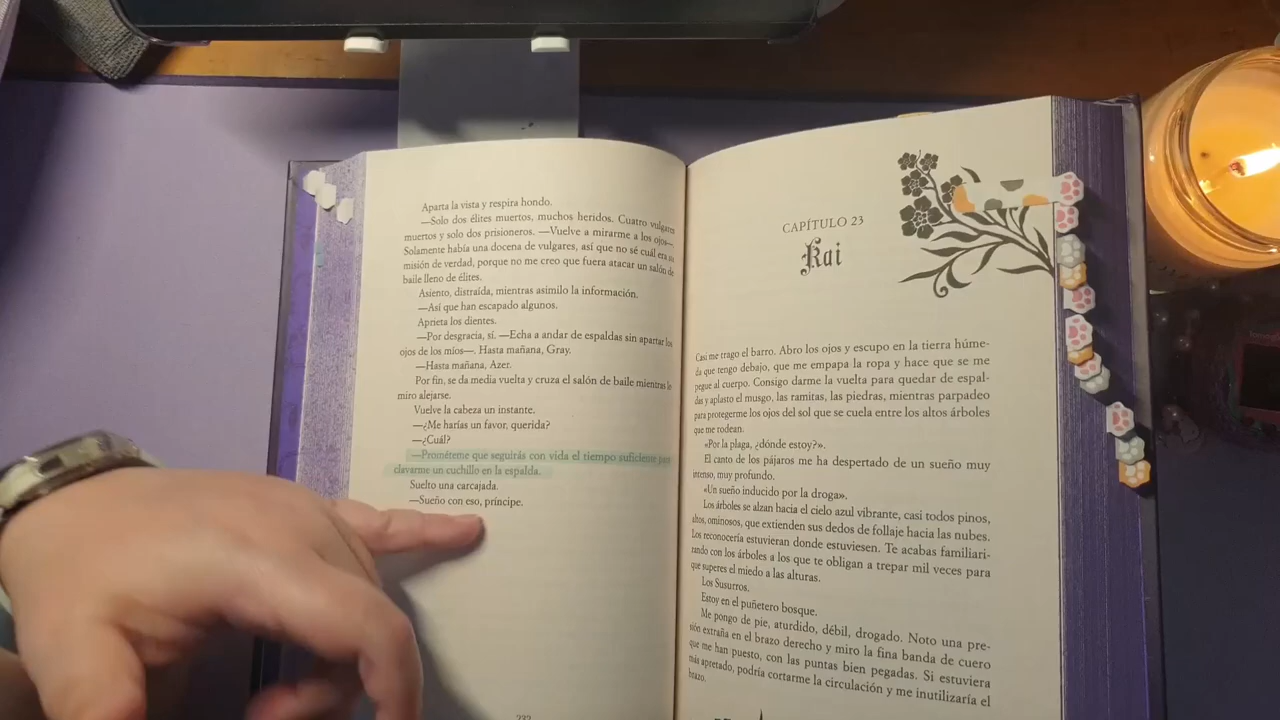 Aparta la vista y respira hondo.
—Solo dos élites muertos, muchos heridos. Cuatro vulgares
muertos y solo dos prisioneros. —Vuelve a mirarme a los ojos—.
Solamente había una docena de vulgares, así que no sé cuál era su
misión de verdad, porque no me creo que fuera atacar un salón de
baile lleno de élites.
Asiento, distraída, mientras asimilo la información.
—Así que han escapado algunos.
Aprieta los dientes.
—Por desgracia, sí. —Echa a andar de espaldas sin apartar los
ojos de los míos—. Hasta mañana, Gray.
—Hasta mañana, Azer.
Por fin, se da media vuelta y cruza el salón de baile mientras lo
miro alejarse.
Vuelve la cabeza un instante.
—¿Me harías un favor, querida?
—¿Cuál?
—Prométeme que seguirás con vida el tiempo suficiente para
clavarme un cuchillo en la espalda.
Suelto una carcajada.
—Sueño con eso, príncipe.
232
CAPÍTULO 23
Kai
Casi me trago el barro. Abro los ojos y escupo en la tierra húme-
da que tengo debajo, que me empapa la ropa y hace que se me
pegue al cuerpo. Consigo darme la vuelta para quedar de espal-
das y aplasto el musgo, las ramitas, las piedras, mientras parpadeo
para protegerme los ojos del sol que se cuela entre los altos árboles
que me rodean.
«Por la plaga, ¿dónde estoy?».
El canto de los pájaros me ha despertado de un sueño muy
intenso, muy profundo.
«Un sueño inducido por la droga».
Los árboles se alzan hacia el cielo azul vibrante, casi todos pinos,
altos, ominosos, que extienden sus dedos de follaje hacia las nubes.
Los reconocería estuvieran donde estuviesen. Te acabas familiari-
zando con los árboles a los que te obligan a trepar mil veces para
que superes el miedo a las alturas.
Los Susurros.
Estoy en el puñetero bosque.
Me pongo de pie, aturdido, débil, drogado. Noto una pre-
sión extraña en el brazo derecho y miro la fina banda de cuero
que me han puesto, con las puntas bien pegadas. Si estuviera
más apretado, podría cortarme la circulación y me inutilizaría el
brazo.